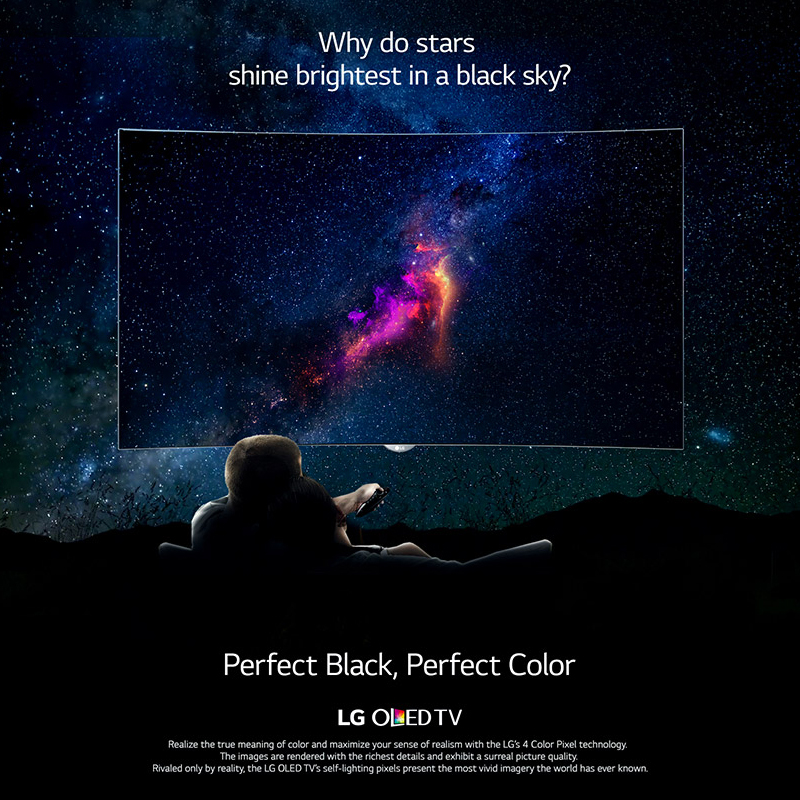 Why do stars
shine brightest in a black sky?
LG
Perfect Black, Perfect Color
LG OLED TV
Realize the true meaning of color and maximize your sense of realism with the LG's 4 Color Pixel technology.
The images are rendered with the richest details and exhibit a surreal picture quality.
Rivaled only by reality, the LG OLED TV's self-lighting pixels present the most vivid imagery the world has ever known.